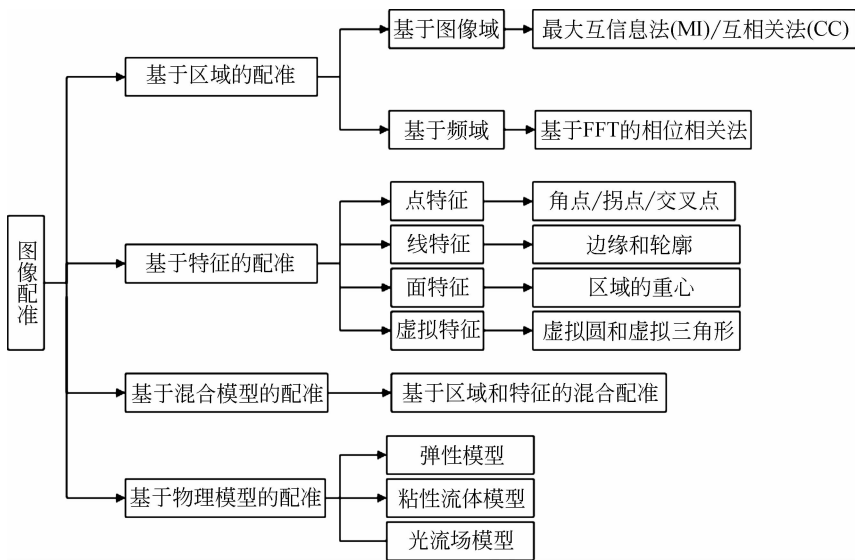 图像配准
基于区域的配准
基于图像域
最大互信息法(MI)/互相关法(CC)
基于频域
基于FFT的相位相关法
基于特征的配准
点特征
角点/拐点/交叉点
线特征
边缘和轮廓
面特征
区域的重心
虚拟特征
虚拟圆和虚拟三角形
基于混合模型的配准
基于区域和特征的混合配准
基于物理模型的配准
弹性模型
粘性流体模型
光流场模型